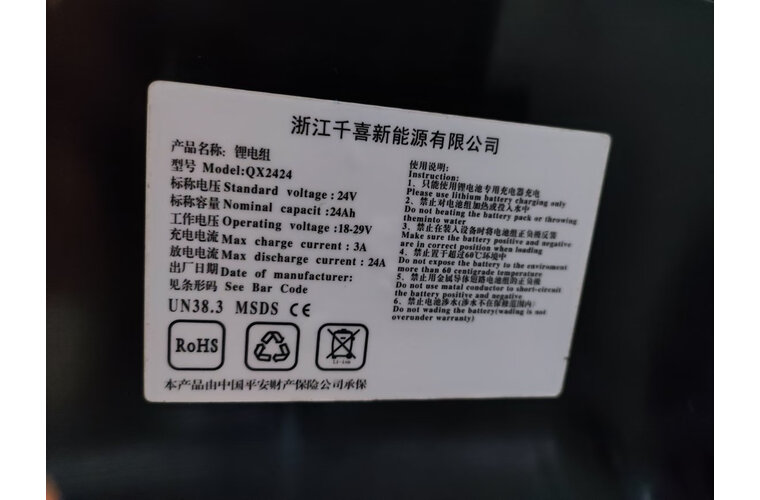 浙江千喜新能源有限公司
产品名称: 锂电组
型号 Model:QX2424
标称电压 Standard voltage:24V
标称容量 Nominal capacit:24Ah
工作电压 Operating voltage:18-29V
充电电流 Max charge current: 3A
放电电流 Max discharge current: 24A
出厂日期 Date of manufacturer:
见条形码 See Bar Code
UN38.3 MSDS CE
RoHS
Li-ion
本产品由中国平安财产保险公司承保
使用说明:
Instruction:
1、只能使用锂电池专用充电器充电
Please use lithium battery charging only
2、禁止对电池组加热或投入水中
Do not heating the battery pack or throwing
theminto water
3、禁止在装入设备时将电池组正负极反装
Make sure the battery positive and negative
are in correct position when loading
4、禁止置于超过60℃环境中
Do not expose the battery to the enviroment
more than 60 centigrade temperature
5、禁止用金属导体短路电池组的正负极
Do not use matal conductor to short-circuit
the battery positive and negative
6、禁止电池涉水(涉水不在保修范围内)
Do not wading the battery(wading is not
overunder warranty)